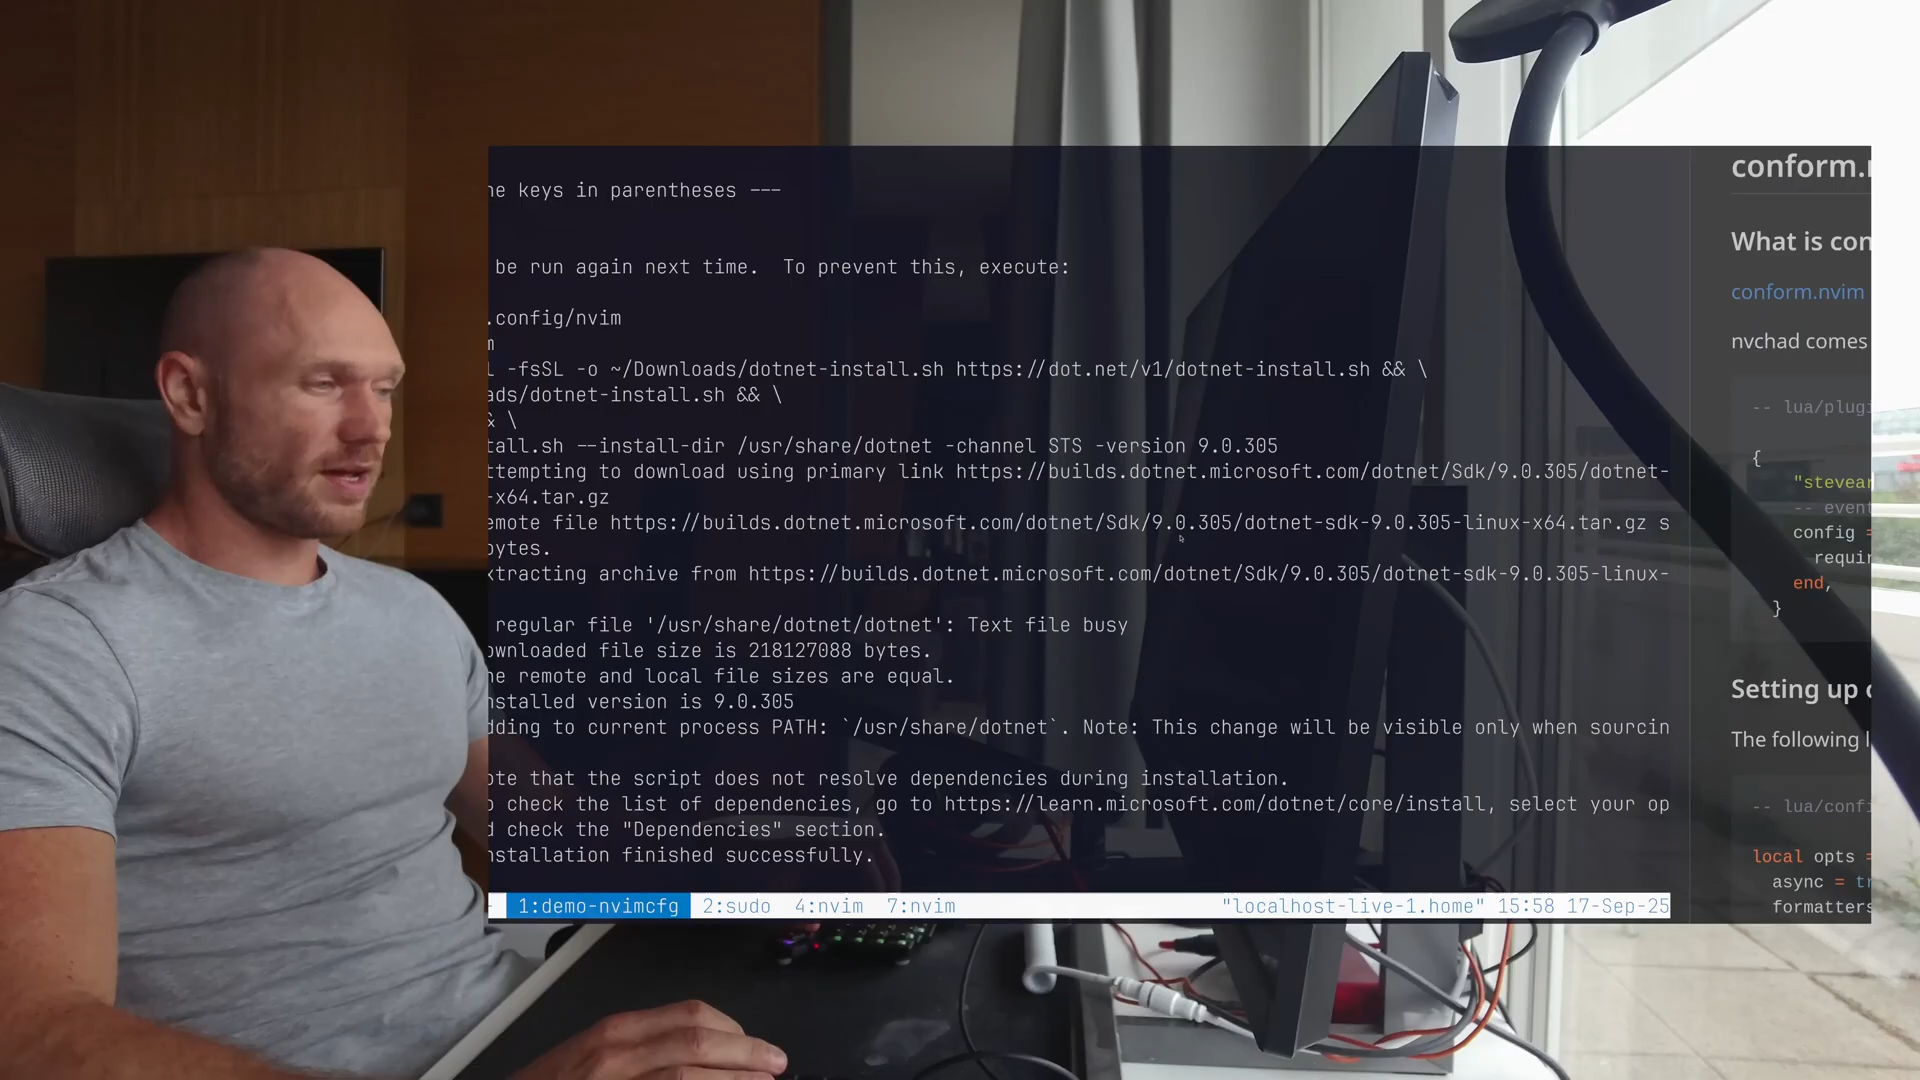 ne keys in parentheses ---
be run again next time.  To prevent this, execute:
.config/nvim
m
l -fsSL -o ~/Downloads/dotnet-install.sh https://dot.net/v1/dotnet-install.sh && \
ads/dotnet-install.sh && \
& \
tall.sh --install-dir /usr/share/dotnet -channel STS -version 9.0.305
ttempting to download using primary link https://builds.dotnet.microsoft.com/dotnet/Sdk/9.0.305/dotnet-
-x64.tar.gz
emote file https://builds.dotnet.microsoft.com/dotnet/Sdk/9.0.305/dotnet-sdk-9.0.305-linux-x64.tar.gz s
bytes.
xtracting archive from https://builds.dotnet.microsoft.com/dotnet/Sdk/9.0.305/dotnet-sdk-9.0.305-linux-
regular file '/usr/share/dotnet/dotnet': Text file busy
ownloaded file size is 218127088 bytes.
he remote and local file sizes are equal.
nstalled version is 9.0.305
dding to current process PATH: `/usr/share/dotnet`. Note: This change will be visible only when sourcin
ote that the script does not resolve dependencies during installation.
o check the list of dependencies, go to https://learn.microsoft.com/dotnet/core/install, select your op
d check the "Dependencies" section.
nstallation finished successfully.
1:demo-nvimcfg 2:sudo 4:nvim 7:nvim "localhost-live-1.home" 15:58 17-Sep-25
conform.n
What is con
conform.nvim
nvchad comes
-- lua/plugi
{
"stevear
-- event
config =
requir
end,
}
Setting up c
The following l
-- lua/confi
local opts =
async = tr
formatters